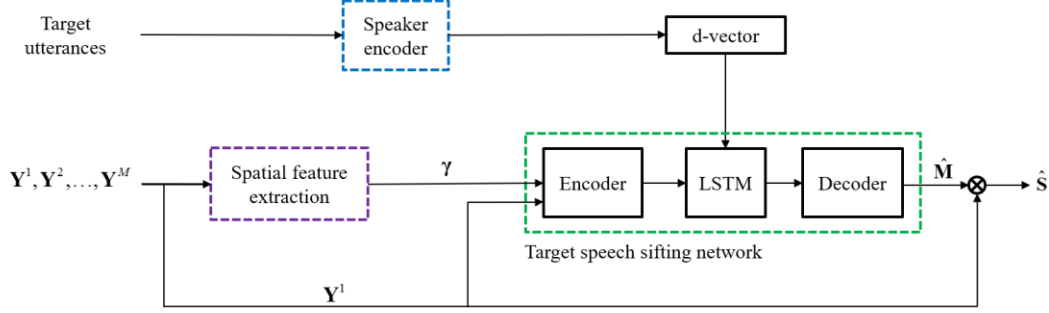 Target
utterances
Speaker
encoder
d-vector
Y¹, Y², …, Yᴹ
Spatial feature
extraction
γ
Encoder
LSTM
Decoder
M̂
Ŝ
Target speech sifting network
Y¹